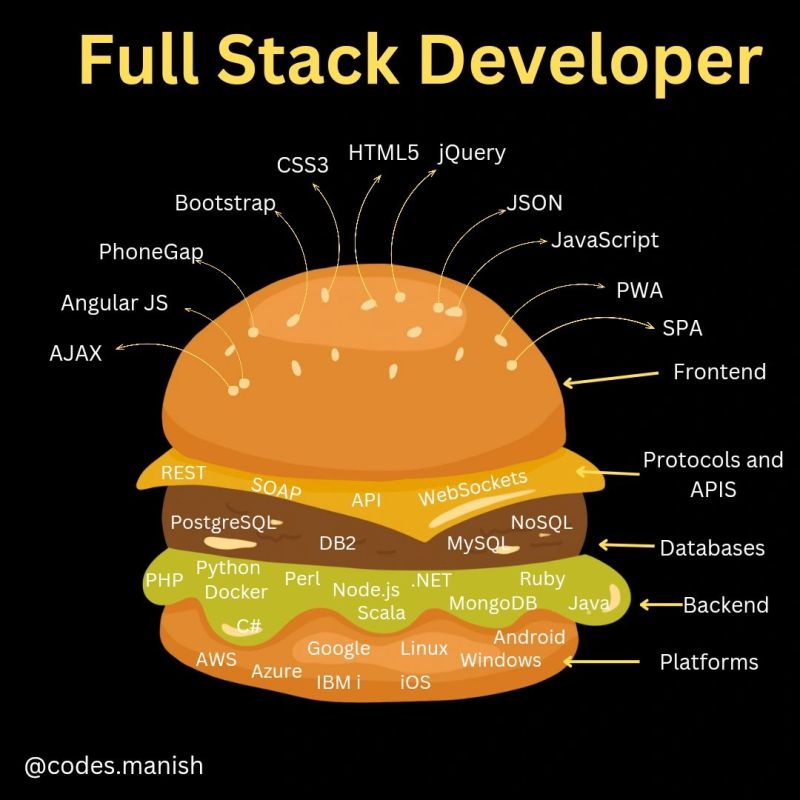 Full Stack Developer
HTML5
jQuery
CSS3
Bootstrap
JSON
JavaScript
PhoneGap
PWA
Angular JS
SPA
AJAX
Frontend
Protocols and
APIS
REST
SOAP
API
WebSockets
PostgreSQL
DB2
MySQL
NoSQL
Databases
PHP
Python
Docker
Perl
Node.js
.NET
Ruby
Scala
MongoDB
Java
C#
Backend
AWS
Azure
Google
Linux
Android
Windows
IBM i
iOS
Platforms
@codes.manish